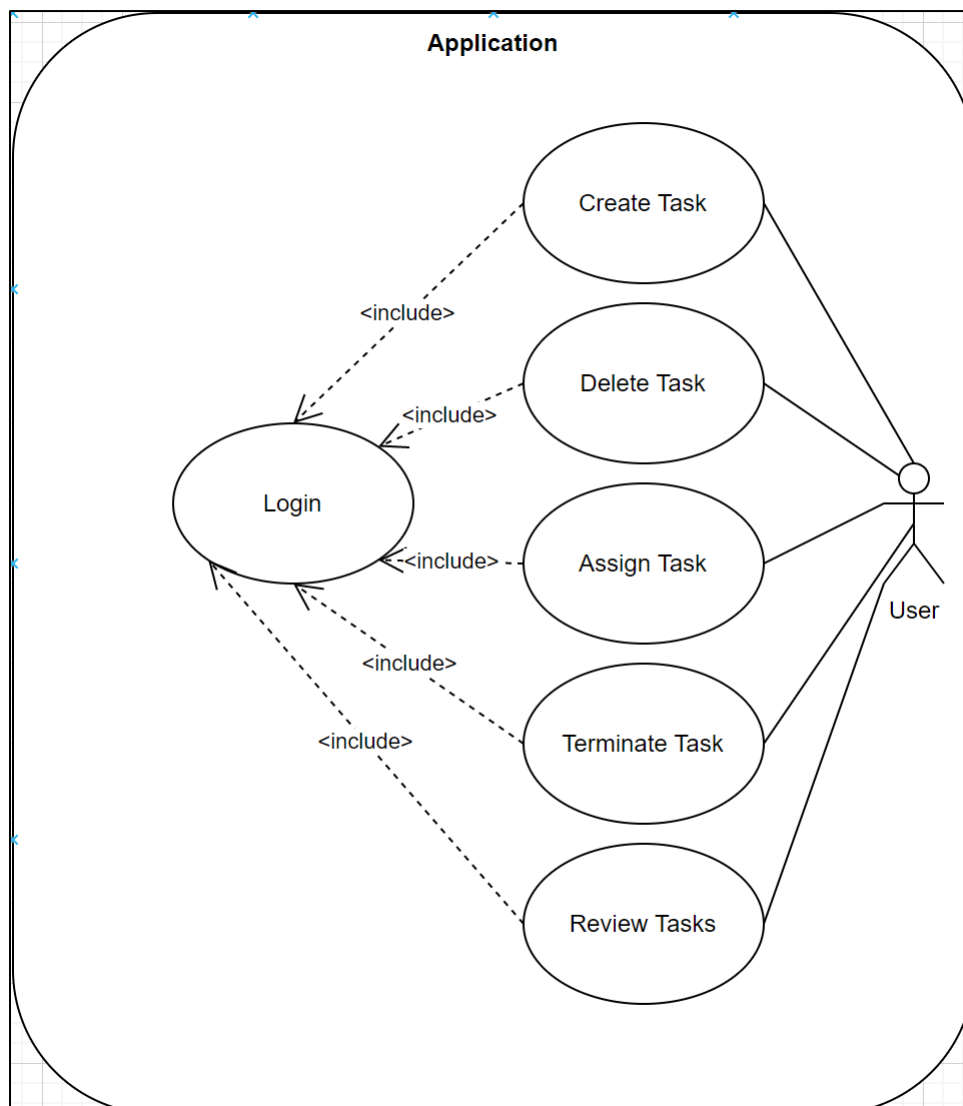 Application
Create Task
<include>
Delete Task
<include>
Login
Assign Task
<include>
User
<include>
Terminate Task
<include>
Review Tasks